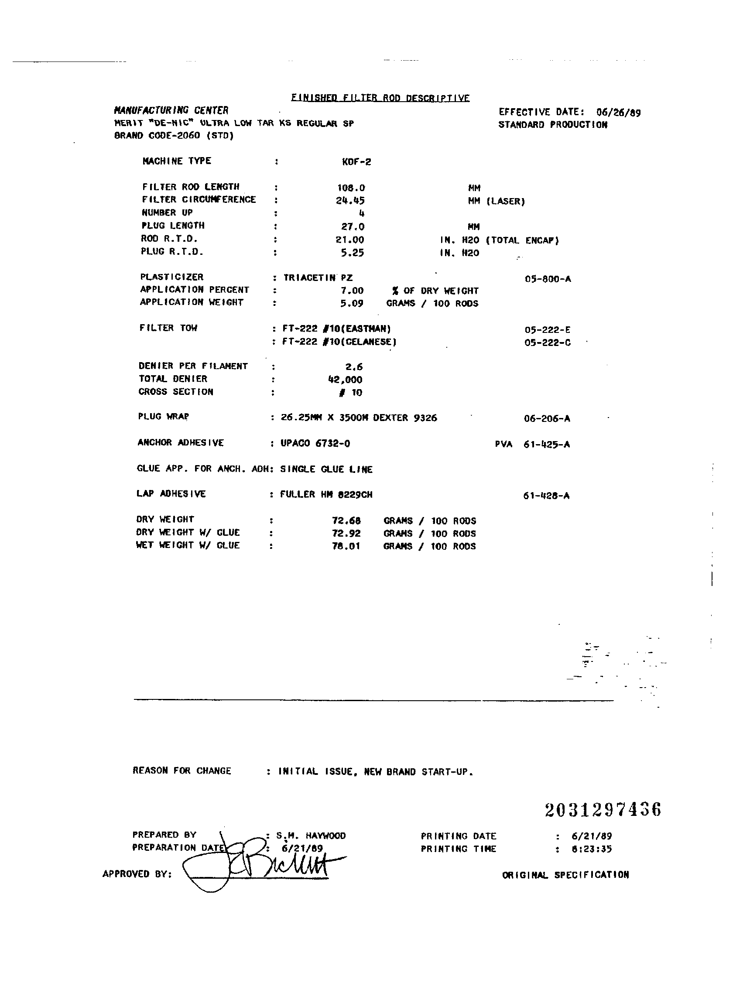 FINISHED FILTER ROD DESCRIPTIVE
MANUFACTURING CENTER EFFECTIVE DATE: 06/26/89
MERIT "DE-NIC" ULTRA LOW TAR KS REGULAR SP STANDARD PRODUCTION
BRAND CODE-2060 (STD)
MACHINE TYPE : KDF-2
FILTER ROD LENGTH : 108.0 MM
FILTER CIRCUMFERENCE : 24.45 MM (LASER)
NUMBER UP : 4
PLUG LENGTH : 27.0 MM
ROD R.T.D. : 21.00 IN. H2O (TOTAL ENCAP)
PLUG R.T.D. : 5.25 IN. H2O
PLASTICIZER : TRIACETIN PZ 05-800-A
APPLICATION PERCENT : 7.00 % OF DRY WEIGHT
APPLICATION WEIGHT : 5.09 GRAMS / 100 RODS
FILTER TOW : FT-222 #10(EASTMAN) 05-222-E
: FT-222 #10(CELANESE) 05-222-C
DENIER PER FILAMENT : 2.6
TOTAL DENIER : 42,000
CROSS SECTION : # 10
PLUG WRAP : 26.25MM X 3500M DEXTER 9326 06-206-A
ANCHOR ADHESIVE : UPACO 6732-0 PVA 61-425-A
GLUE APP. FOR ANCH. ADH: SINGLE GLUE LINE
LAP ADHESIVE : FULLER HM 8229CH 61-428-A
DRY WEIGHT : 72.68 GRAMS / 100 RODS
DRY WEIGHT W/ GLUE : 72.92 GRAMS / 100 RODS
WET WEIGHT W/ GLUE : 78.01 GRAMS / 100 RODS
REASON FOR CHANGE : INITIAL ISSUE, NEW BRAND START-UP.
2031297436
PREPARED BY : S.M. HAYWOOD PRINTING DATE : 6/21/89
PREPARATION DATE : 6/21/89 PRINTING TIME : 8:23:35
APPROVED BY: ORIGINAL SPECIFICATION